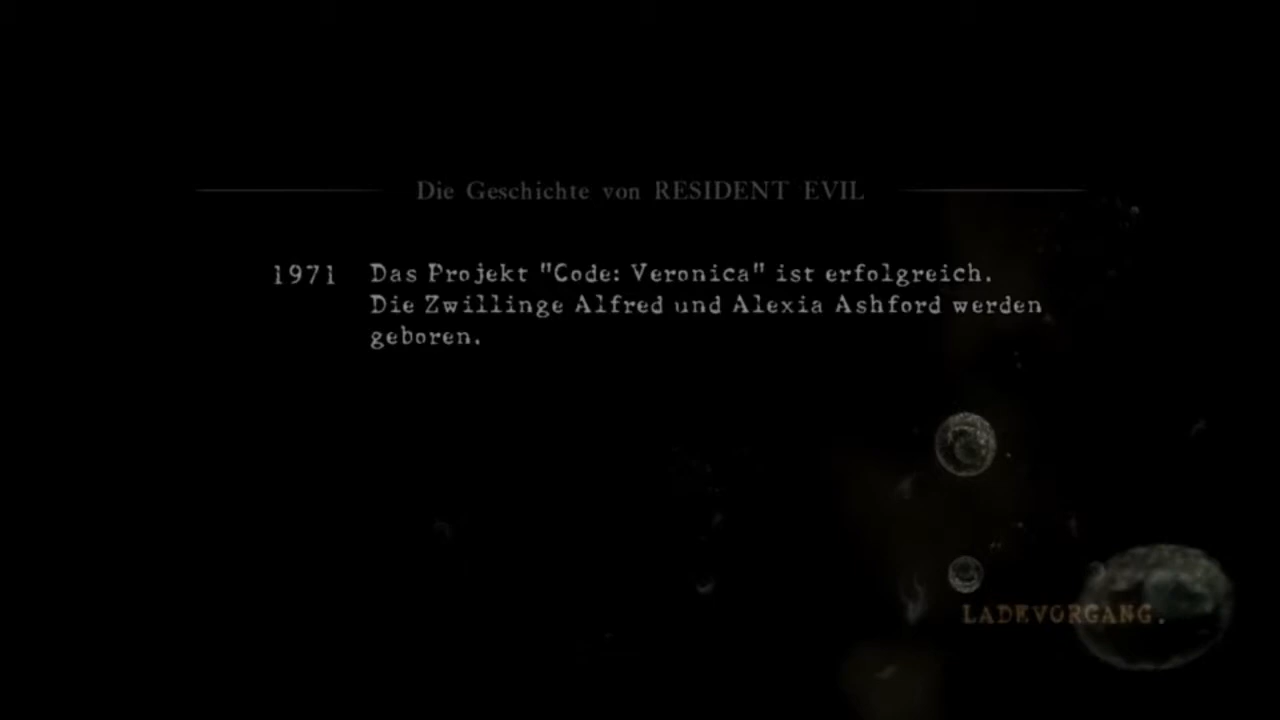 Die Geschichte von RESIDENT EVIL
1971 Das Projekt "Code: Veronica" ist erfolgreich.
Die Zwillinge Alfred und Alexia Ashford werden
geboren.
LADEVORGANG.